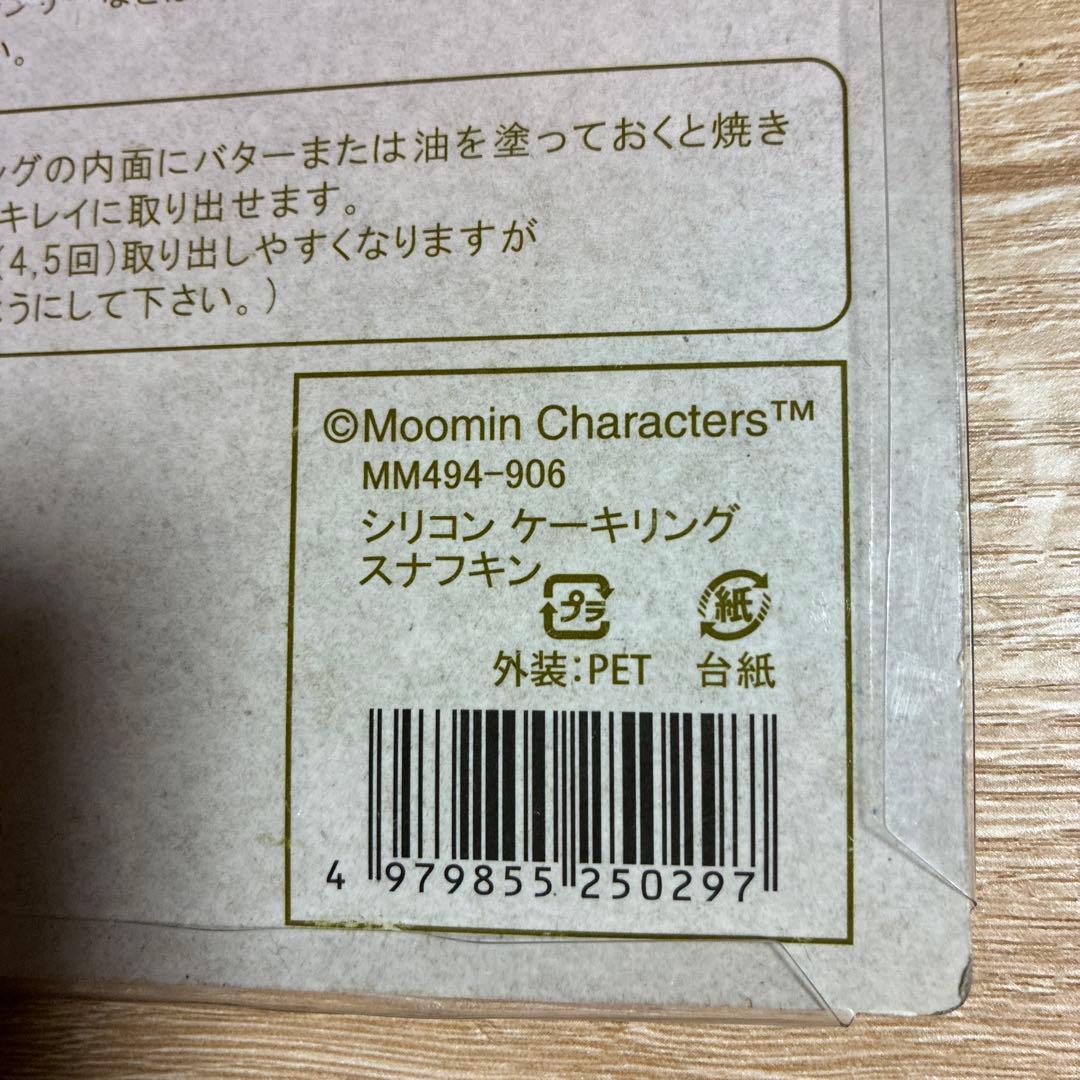 い。
グの内面にバターまたは油を塗っておくと焼き
キレイに取り出せます。
(4,5回)取り出しやすくなりますが
ようにして下さい。)
©Moomin Characters™
MM494-906
シリコン ケーキリング
スナフキン
プラ 紙
外装:PET 台紙
4 979855 250297